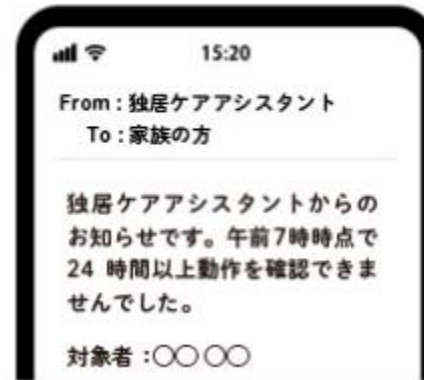 15:20
From : 独居ケアアシスタント
To : 家族の方
独居ケアアシスタントからの
お知らせです。午前7時時点で
24 時間以上動作を確認できま
せんでした。
対象者 :○○ ○○